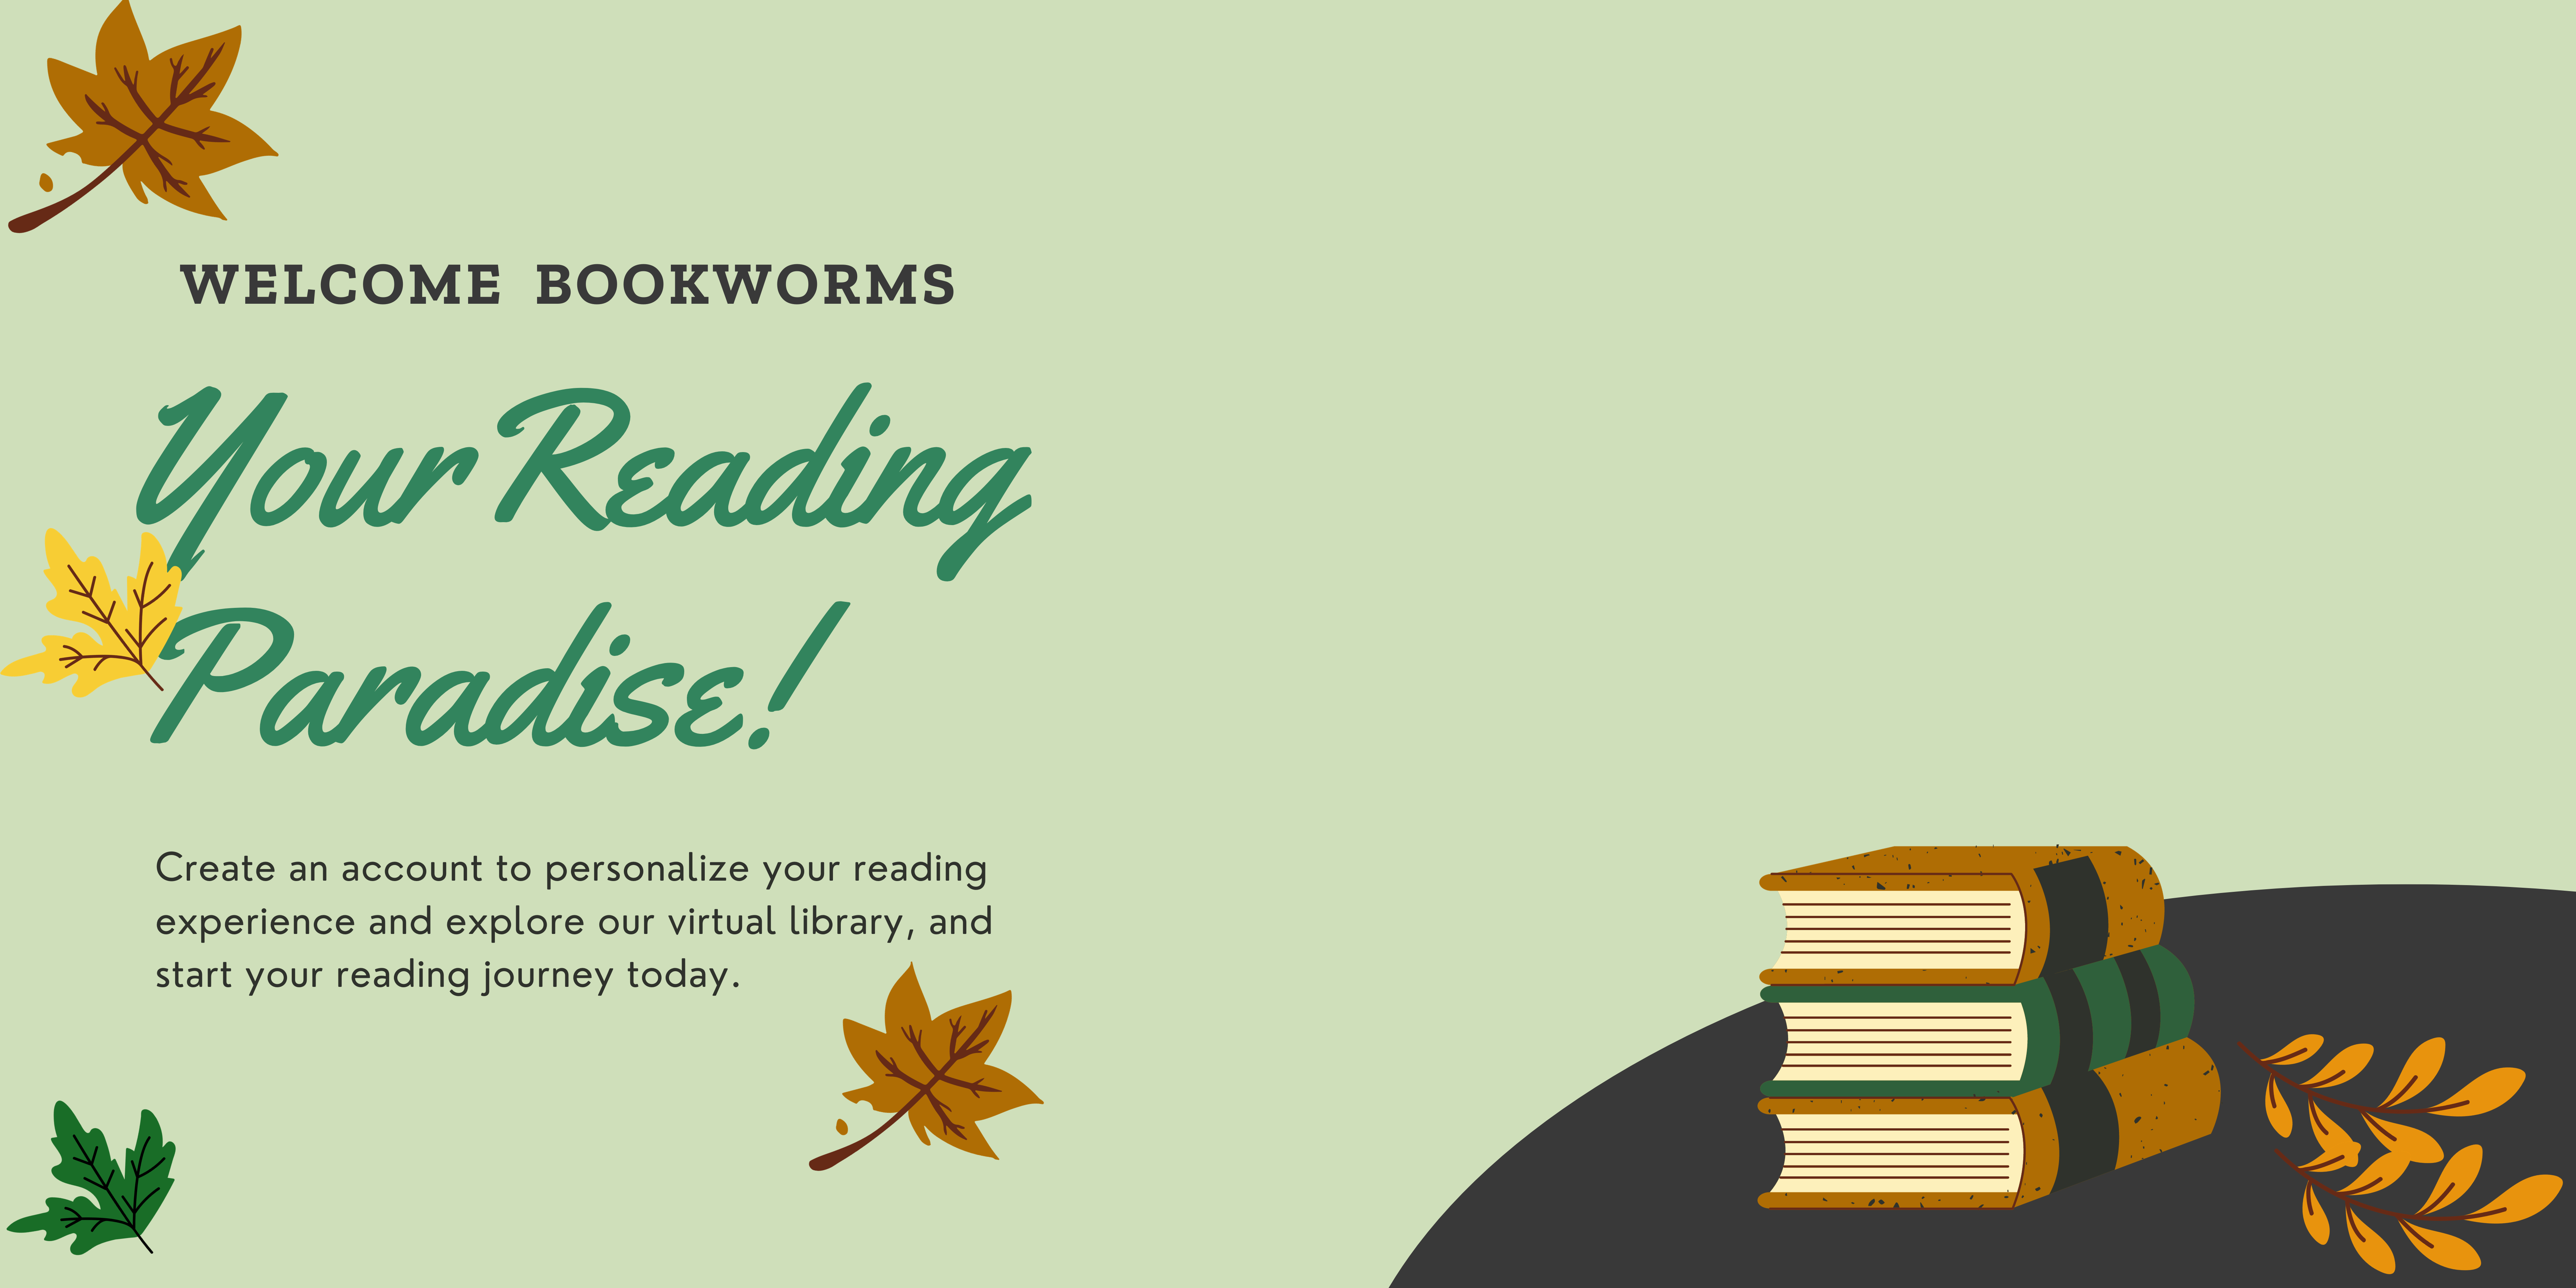 WELCOME BOOKWORMS
Your Reading
Paradise!
Create an account to personalize your reading
experience and explore our virtual library, and
start your reading journey today.